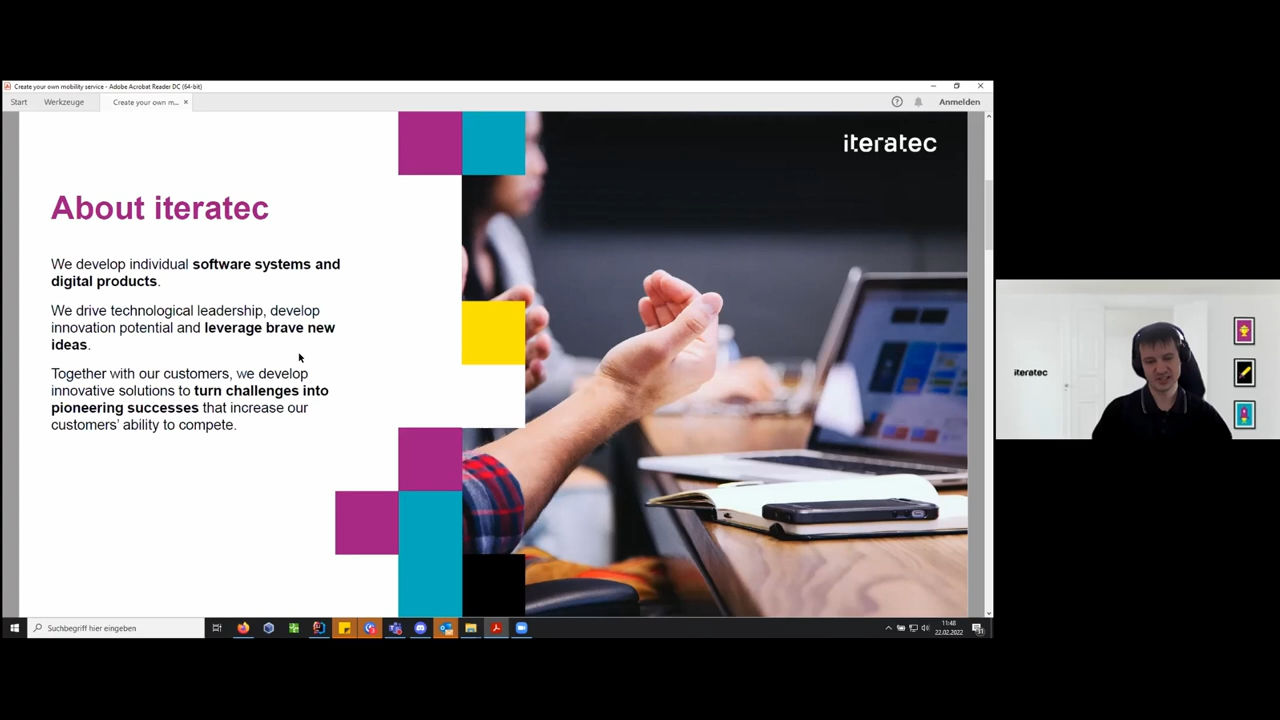 Create your own mobility service - Adobe Acrobat Reader DC (64-bit)
Start Werkzeuge Create your own m... Anmelden
iteratec
About iteratec
We develop individual software systems and
digital products.
We drive technological leadership, develop
innovation potential and leverage brave new
ideas.
Together with our customers, we develop
innovative solutions to turn challenges into
pioneering successes that increase our
customers' ability to compete.
iteratec
Suchbegriff hier eingeben
11:48
22.02.2022